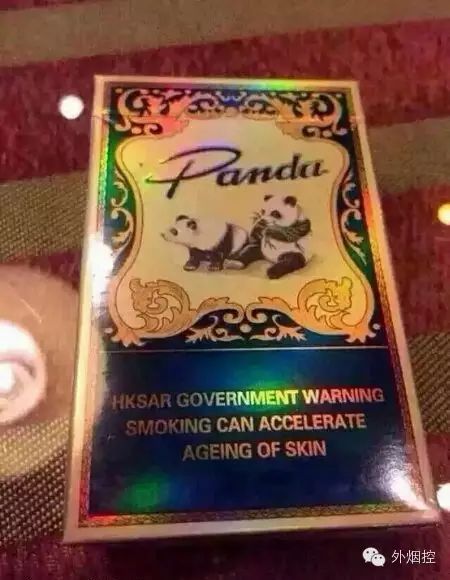 Panda
HKSAR GOVERNMENT WARNING
SMOKING CAN ACCELERATE
AGEING OF SKIN
外烟控